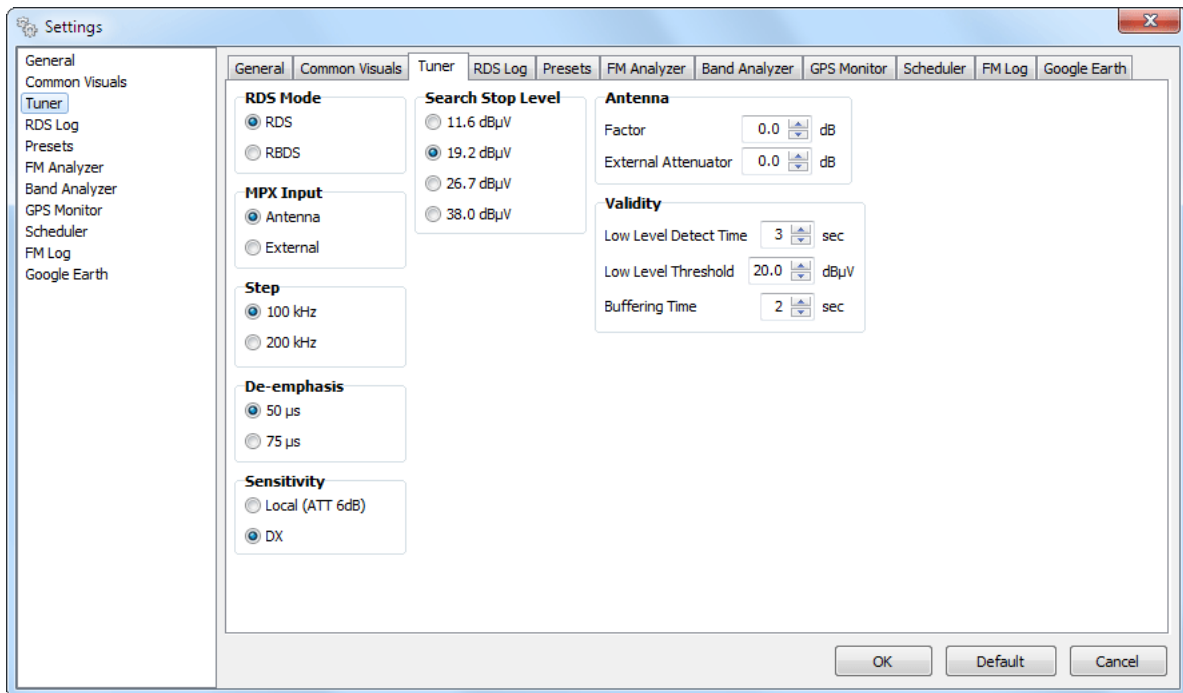 Settings
General
Common Visuals
Tuner
RDS Log
Presets
FM Analyzer
Band Analyzer
GPS Monitor
Scheduler
FM Log
Google Earth
General Common Visuals Tuner RDS Log Presets FM Analyzer Band Analyzer GPS Monitor Scheduler FM Log Google Earth
RDS Mode
RDS
RBDS
MPX Input
Antenna
External
Step
100 kHz
200 kHz
De-emphasis
50 µs
75 µs
Sensitivity
Local (ATT 6dB)
DX
Search Stop Level
11.6 dBµV
19.2 dBµV
26.7 dBµV
38.0 dBµV
Antenna
Factor 0.0 dB
External Attenuator 0.0 dB
Validity
Low Level Detect Time 3 sec
Low Level Threshold 20.0 dBµV
Buffering Time 2 sec
OK Default Cancel